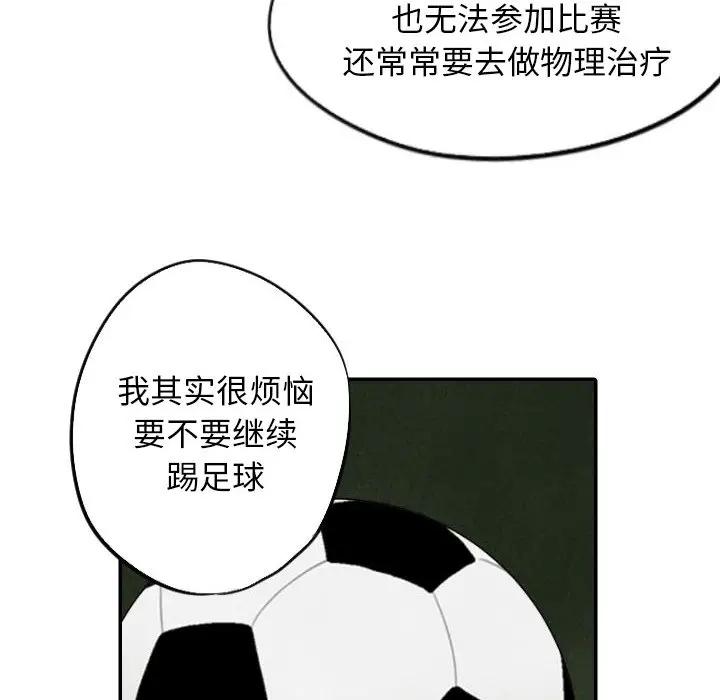 也无法参加比赛
还常常要去做物理治疗
我其实很烦恼
要不要继续
踢足球